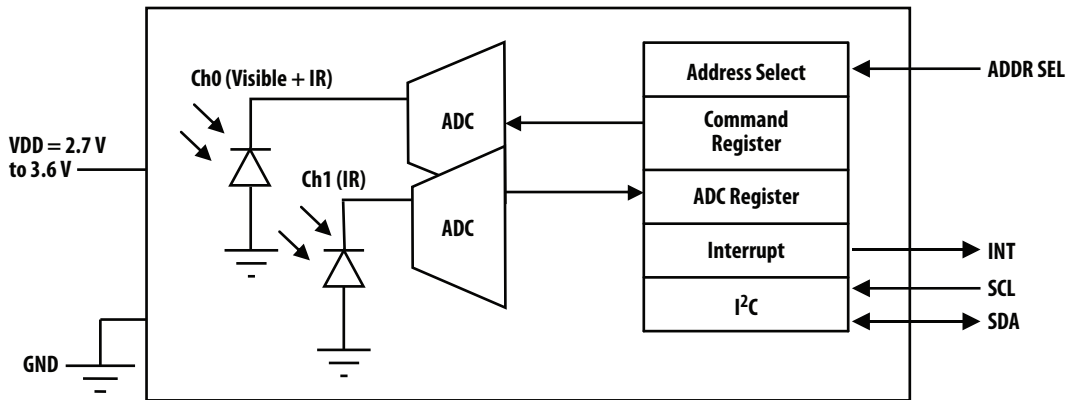 Ch0 (Visible + IR)
ADC
Address Select
ADDR SEL
Command
Register
VDD = 2.7 V
to 3.6 V
Ch1 (IR)
ADC
ADC Register
Interrupt
INT
I²C
SCL
SDA
GND